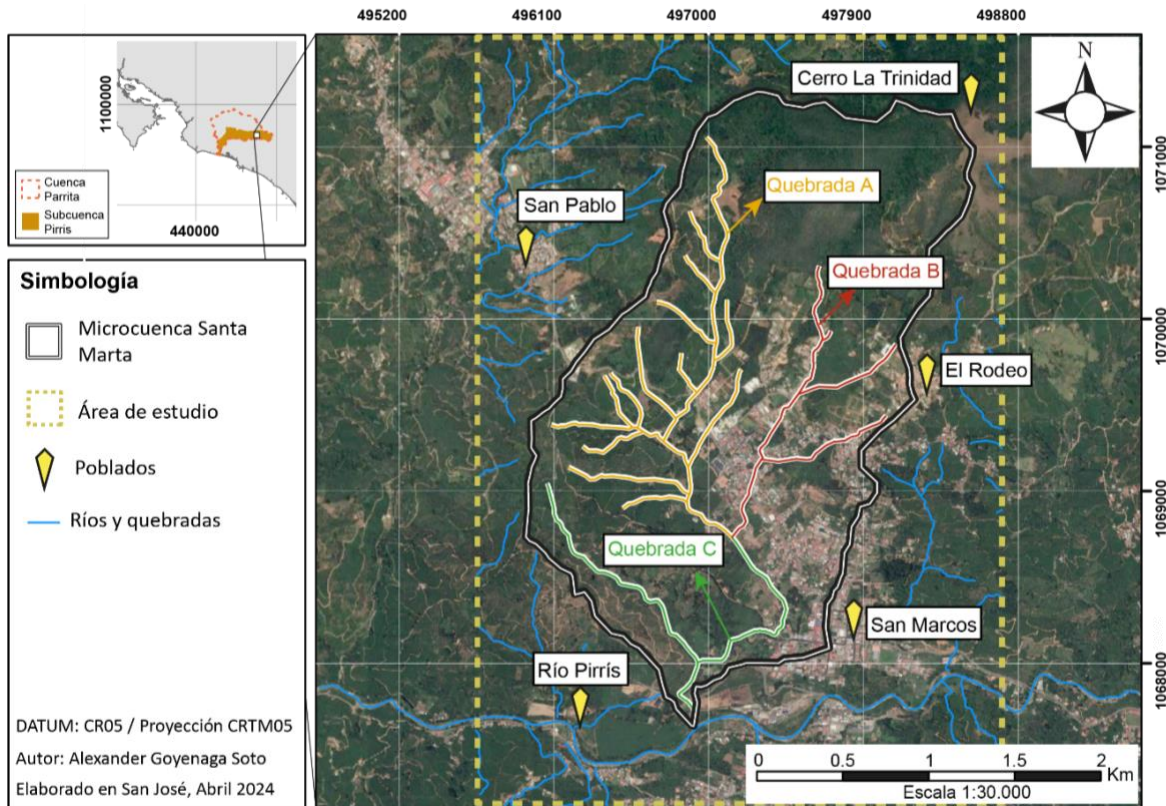 495200
496100
497000
497900
498800
1100000
440000
Cuenca
Parrita
Subcuenca
Pirris
Simbología
Microcuenca Santa
Marta
Área de estudio
Poblados
Ríos y quebradas
DATUM: CR05 / Proyección CRTM05
Autor: Alexander Goyenaga Soto
Elaborado en San José, Abril 2024
Cerro La Trinidad
N
Quebrada A
San Pablo
Quebrada B
El Rodeo
Quebrada C
San Marcos
Río Pirrís
1071000
1070000
1069000
1068000
0 0.5 1 1.5 2
Km
Escala 1:30.000